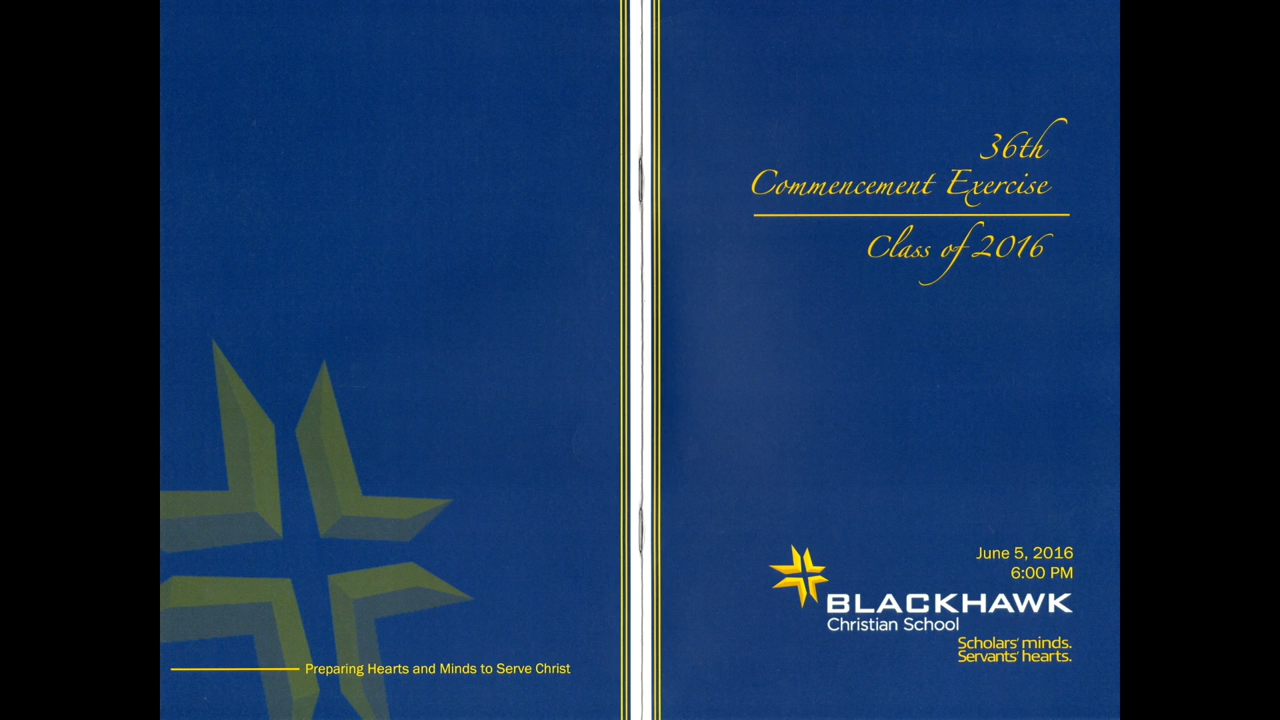 Preparing Hearts and Minds to Serve Christ
36th
Commencement Exercise
Class of 2016
June 5, 2016
6:00 PM
BLACKHAWK
Christian School
Scholars' minds.
Servants' hearts.